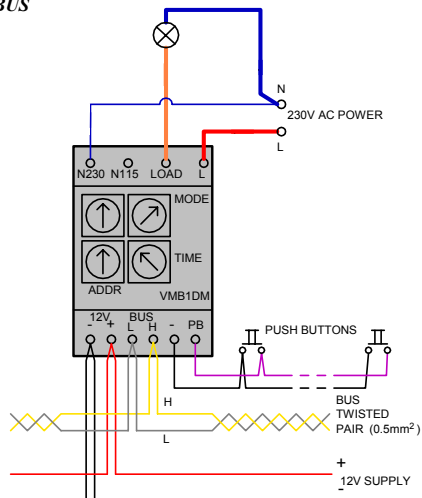 BUS
N
230V AC POWER
L
N230 N115 LOAD L
MODE
TIME
ADDR
VMB1DM
12V BUS
- + L H - PB
PUSH BUTTONS
H
L
BUS
TWISTED
PAIR (0.5mm²)
+
12V SUPPLY
-